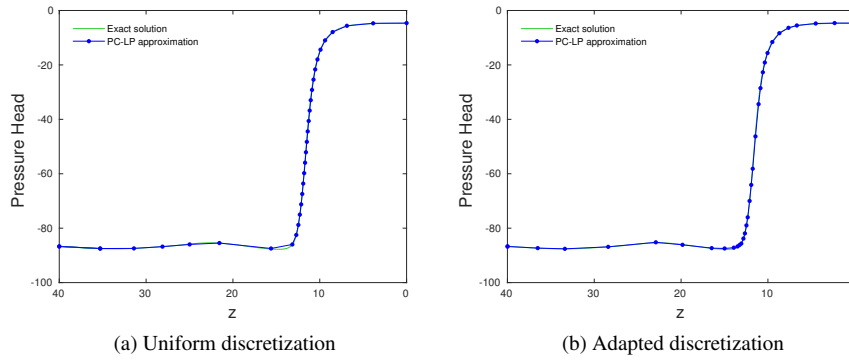 0
-20
-40
-60
-80
-100
Pressure Head
Exact solution
PC-LP approximation
40
30
20
10
0
z
(a) Uniform discretization
0
-20
-40
-60
-80
-100
Pressure Head
Exact solution
PC-LP approximation
40
30
20
10
z
(b) Adapted discretization